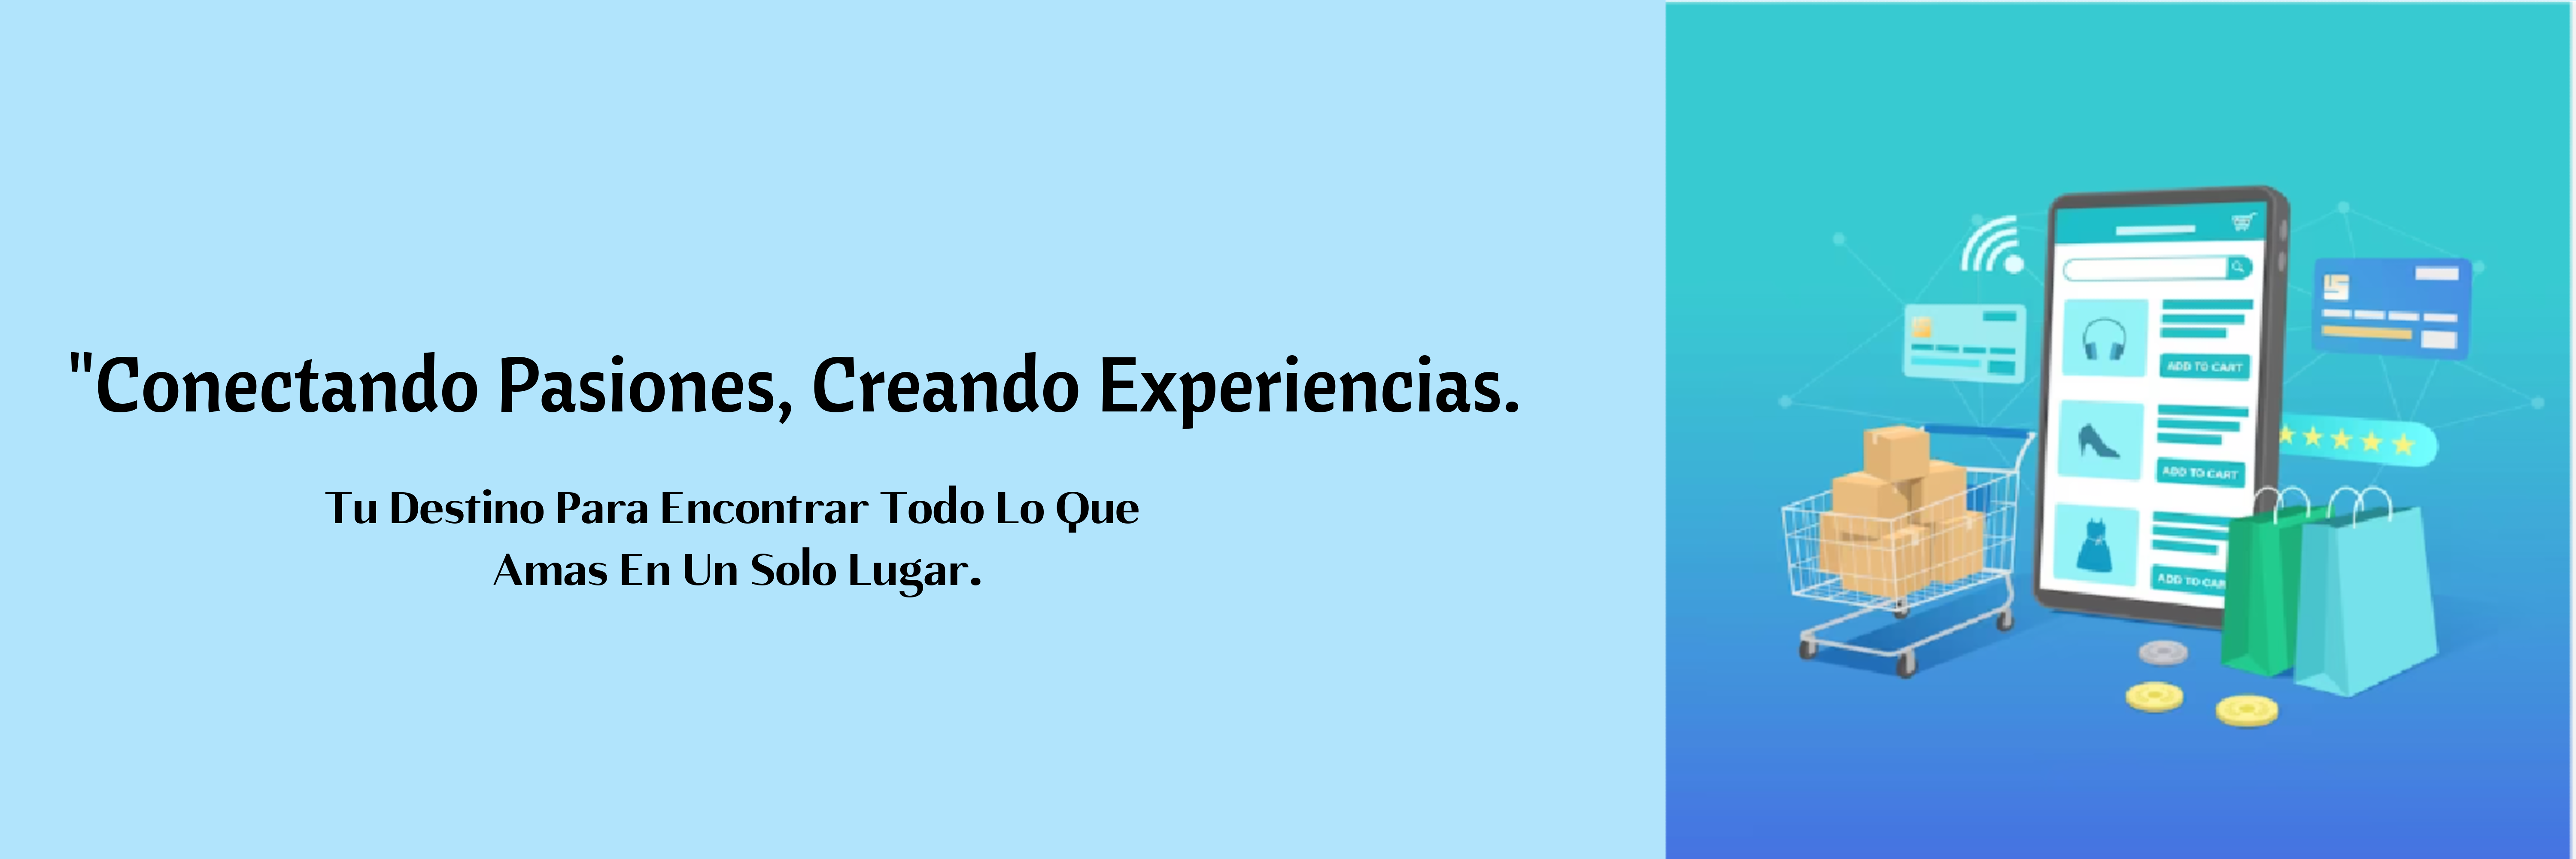 "Conectando Pasiones, Creando Experiencias.
Tu Destino Para Encontrar Todo Lo Que
Amas En Un Solo Lugar.
ADD TO CART
ADD TO CART
ADD TO CAR